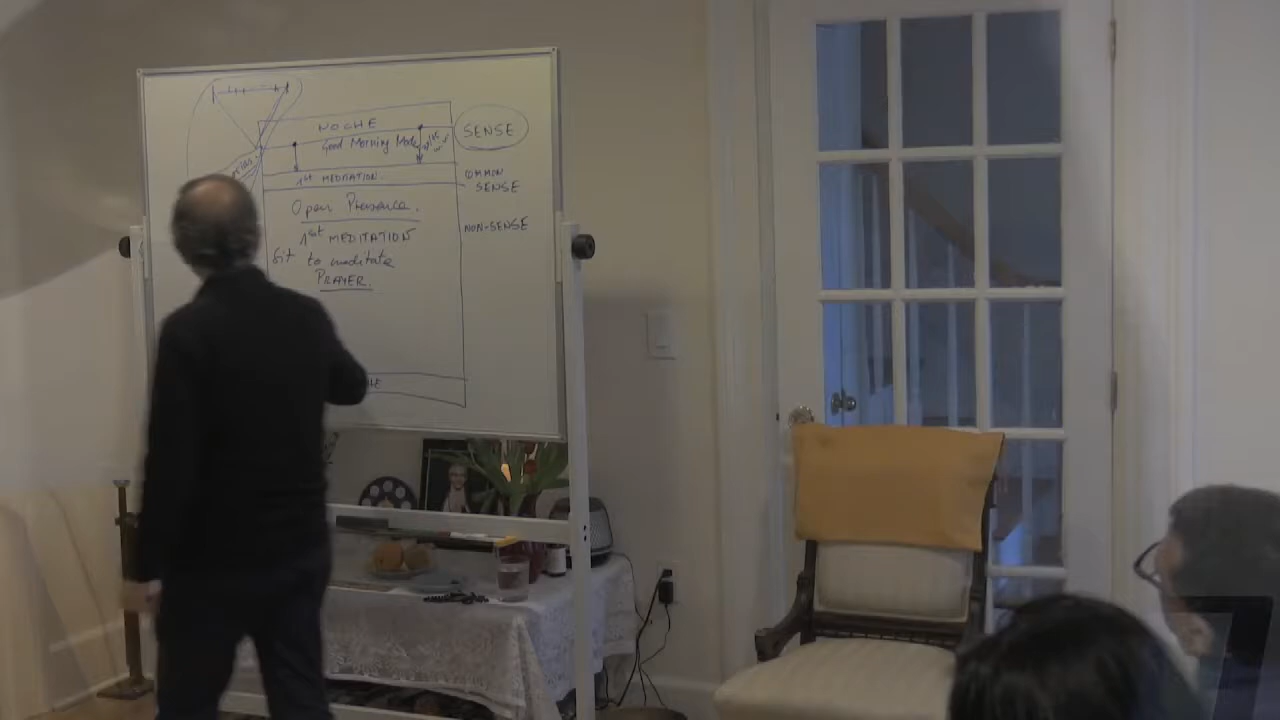 NOCHE
SENSE
Good Morning Mode
1st MEDITATION
COMMON
SENSE
Open Presence.
NON-SENSE
1st MEDITATION
Sit to meditate
PRAYER.